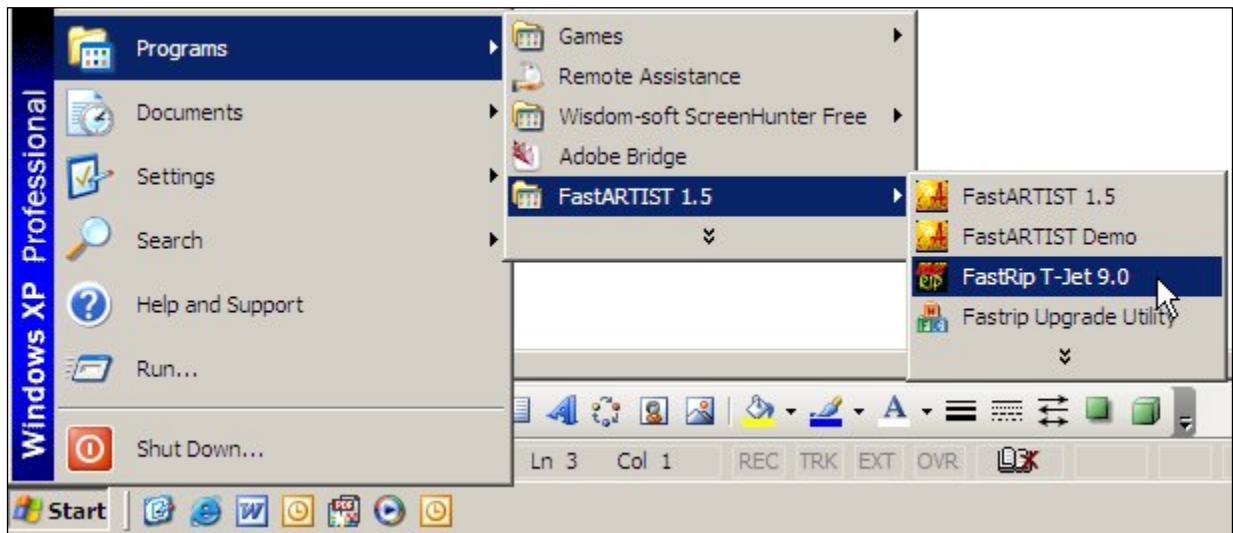 Windows XP Professional
Programs
Documents
Settings
Search
Help and Support
Run...
Shut Down...
Games
Remote Assistance
Wisdom-soft ScreenHunter Free
Adobe Bridge
FastARTIST 1.5
FastARTIST 1.5
FastARTIST Demo
FastRip T-Jet 9.0
Fastrip Upgrade Utility
Ln 3 Col 1 REC TRK EXT OVR
Start